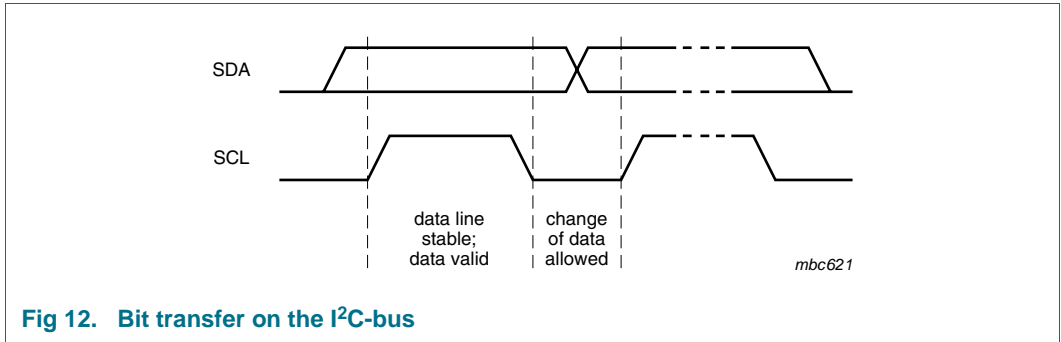 SDA
SCL
data line
stable;
data valid
change
of data
allowed
mbc621
Fig 12. Bit transfer on the I²C-bus